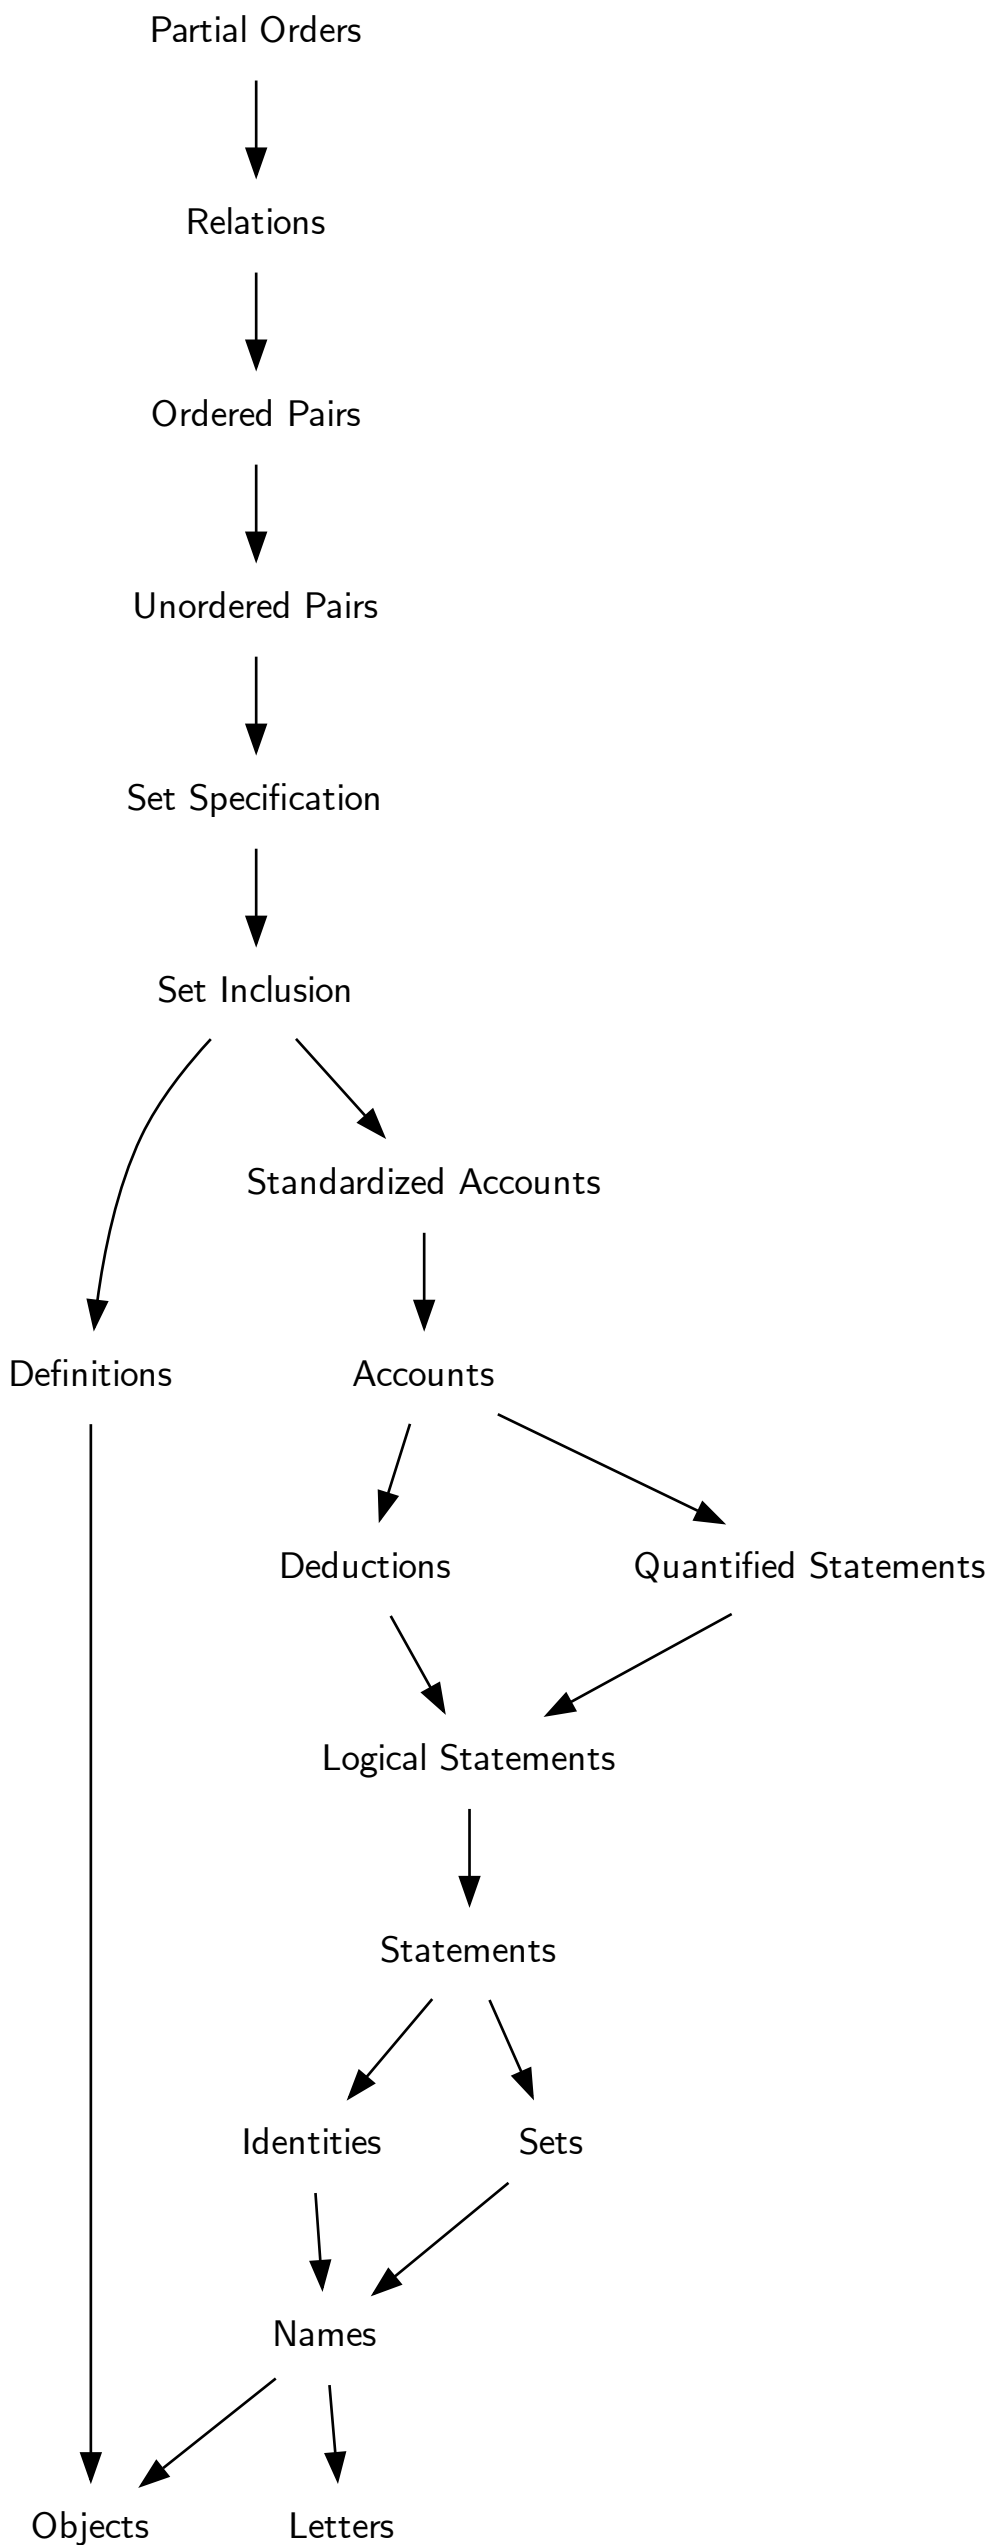 Partial Orders
Relations
Ordered Pairs
Unordered Pairs
Set Specification
Set Inclusion
Standardized Accounts
Definitions
Accounts
Deductions
Quantified Statements
Logical Statements
Statements
Identities
Sets
Names
Objects
Letters